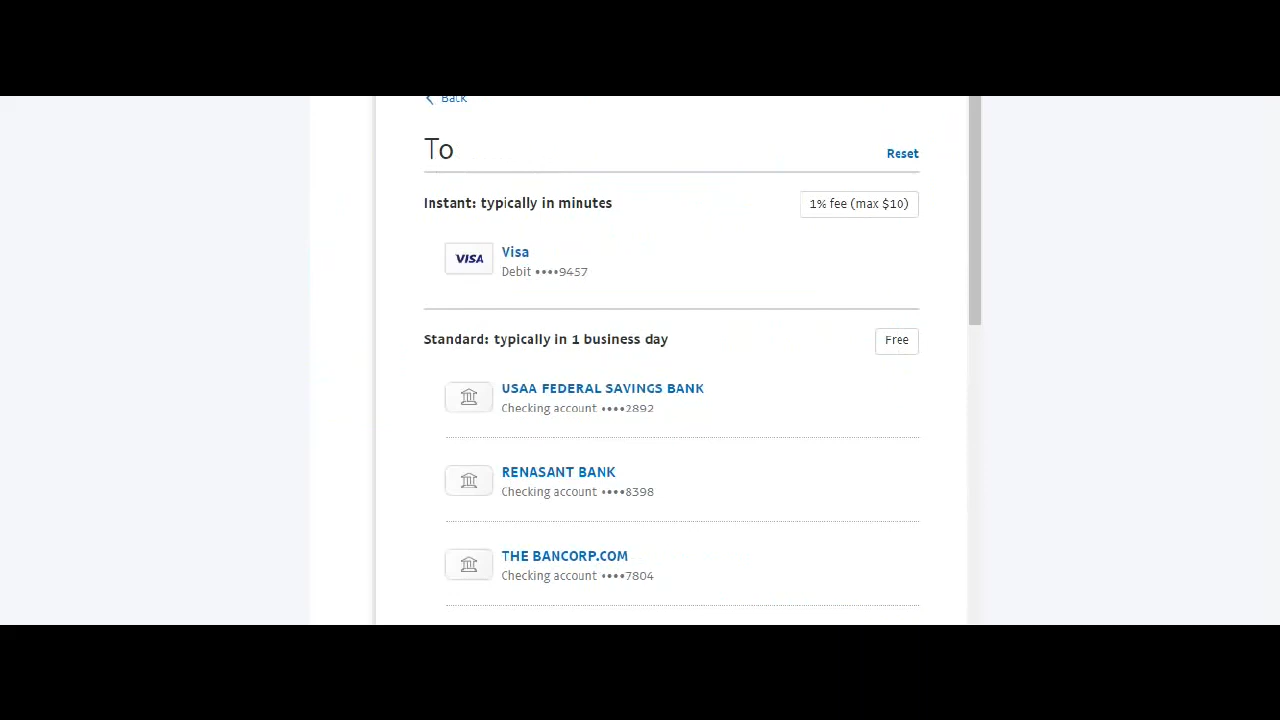 Back
To
Reset
Instant: typically in minutes
1% fee (max $10)
VISA
Visa
Debit ••••9457
Standard: typically in 1 business day
Free
USAA FEDERAL SAVINGS BANK
Checking account ••••2892
RENASANT BANK
Checking account ••••8398
THE BANCORP.COM
Checking account ••••7804